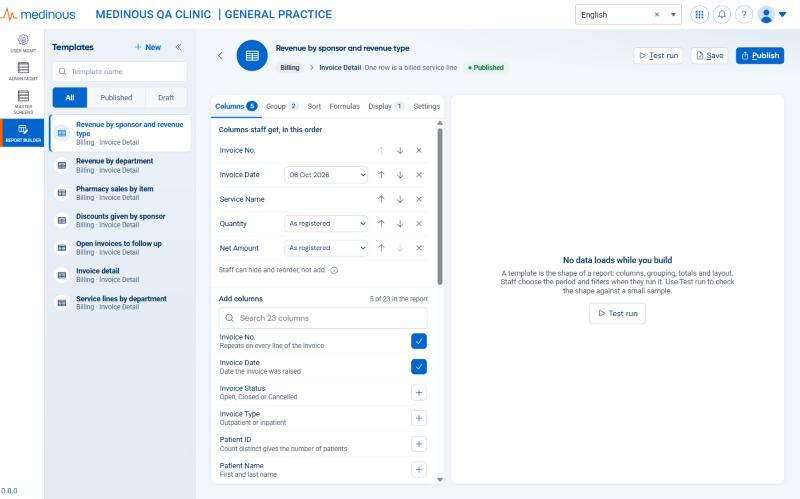 medinous
MEDINOUS QA CLINIC | GENERAL PRACTICE
English
USER MGMT
ADMIN MGMT
MASTER SCREENS
REPORT BUILDER
0.0.0
Templates
+ New
Template name
All
Published
Draft
Revenue by sponsor and revenue type
Billing · Invoice Detail
Revenue by department
Billing · Invoice Detail
Pharmacy sales by item
Billing · Invoice Detail
Discounts given by sponsor
Billing · Invoice Detail
Open invoices to follow up
Billing · Invoice Detail
Invoice detail
Billing · Invoice Detail
Service lines by department
Billing · Invoice Detail
Revenue by sponsor and revenue type
Billing > Invoice Detail One row is a billed service line • Published
Test run
Save
Publish
Columns 5 Group 2 Sort Formulas Display 1 Settings
Columns staff get, in this order
Invoice No.
Invoice Date 06 Oct 2026
Service Name
Quantity As registered
Net Amount As registered
Staff can hide and reorder, not add.
Add columns 5 of 23 in the report
Search 23 columns
Invoice No.
Repeats on every line of the invoice
Invoice Date
Date the invoice was raised
Invoice Status
Open, Closed or Cancelled
Invoice Type
Outpatient or inpatient
Patient ID
Count distinct gives the number of patients
Patient Name
First and last name
No data loads while you build
A template is the shape of a report: columns, grouping, totals and layout.
Staff choose the period and filters when they run it. Use Test run to check
the shape against a small sample.
Test run